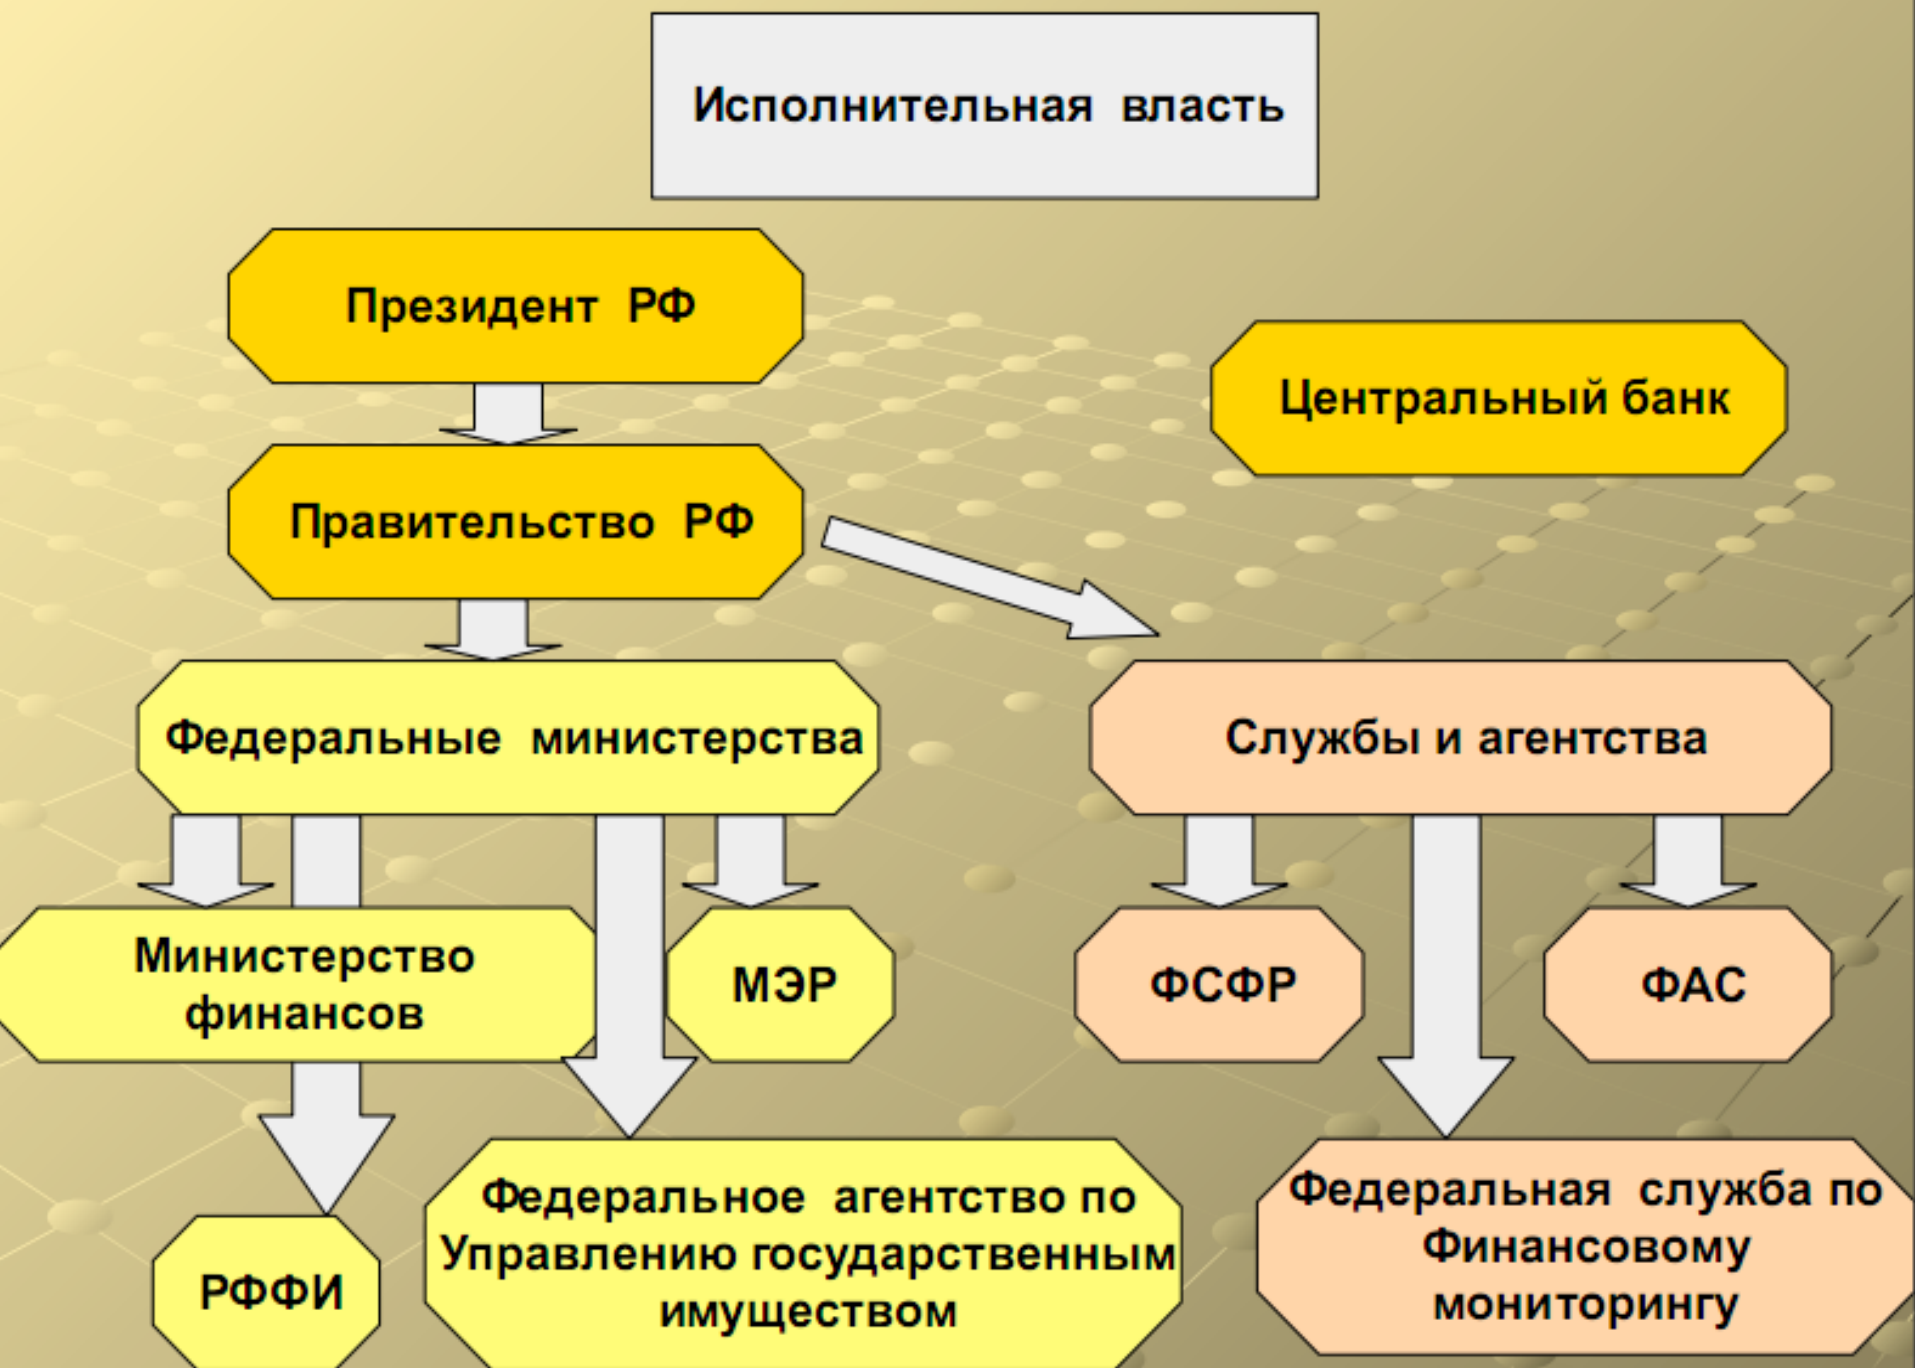 Исполнительная власть
Президент РФ
Центральный банк
Правительство РФ
Федеральные министерства
Службы и агентства
Министерство
финансов
МЭР
ФСФР
ФАС
РФФИ
Федеральное агентство по
Управлению государственным
имуществом
Федеральная служба по
Финансовому
мониторингу